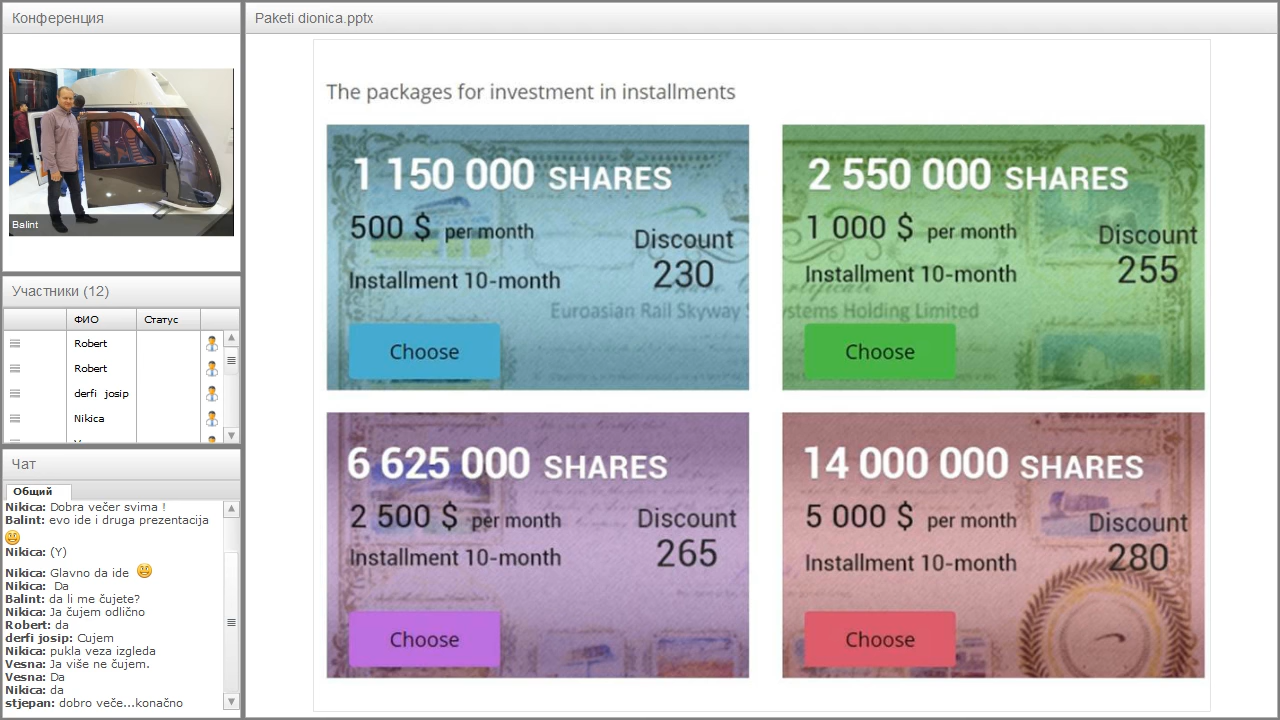 Конференция
Balint
Участники (12)
ФИО Статус
Robert
Robert
derfi josip
Nikica
Чат
Общий
Nikica: Dobra večer svima !
Balint: evo ide i druga prezentacija
Nikica: (Y)
Nikica: Glavno da ide
Nikica: Da
Balint: da li me čujete?
Nikica: Ja čujem odlično
Robert: da
derfi josip: Cujem
Nikica: pukla veza izgleda
Vesna: Ja više ne čujem.
Vesna: Da
Nikica: da
stjepan: dobro veče...konačno
Paketi dionica.pptx
The packages for investment in installments
1 150 000 SHARES
500 $ per month
Discount
230
Installment 10-month
Euroasian Rail Skyway
Choose
2 550 000 SHARES
1 000 $ per month
Discount
255
Installment 10-month
Certificate
stems Holding Limited
Choose
6 625 000 SHARES
2 500 $ per month
Discount
265
Installment 10-month
Choose
14 000 000 SHARES
5 000 $ per month
Discount
280
Installment 10-month
Choose